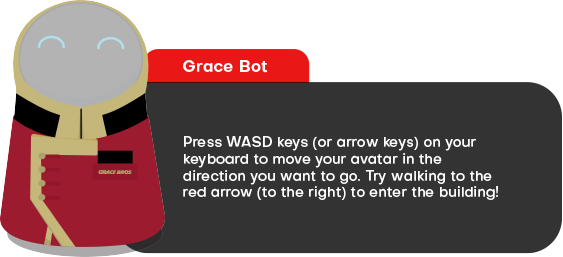 Grace Bot
Press WASD keys (or arrow keys) on your
keyboard to move your avatar in the
direction you want to go. Try walking to the
red arrow (to the right) to enter the building!
GRACE BROS